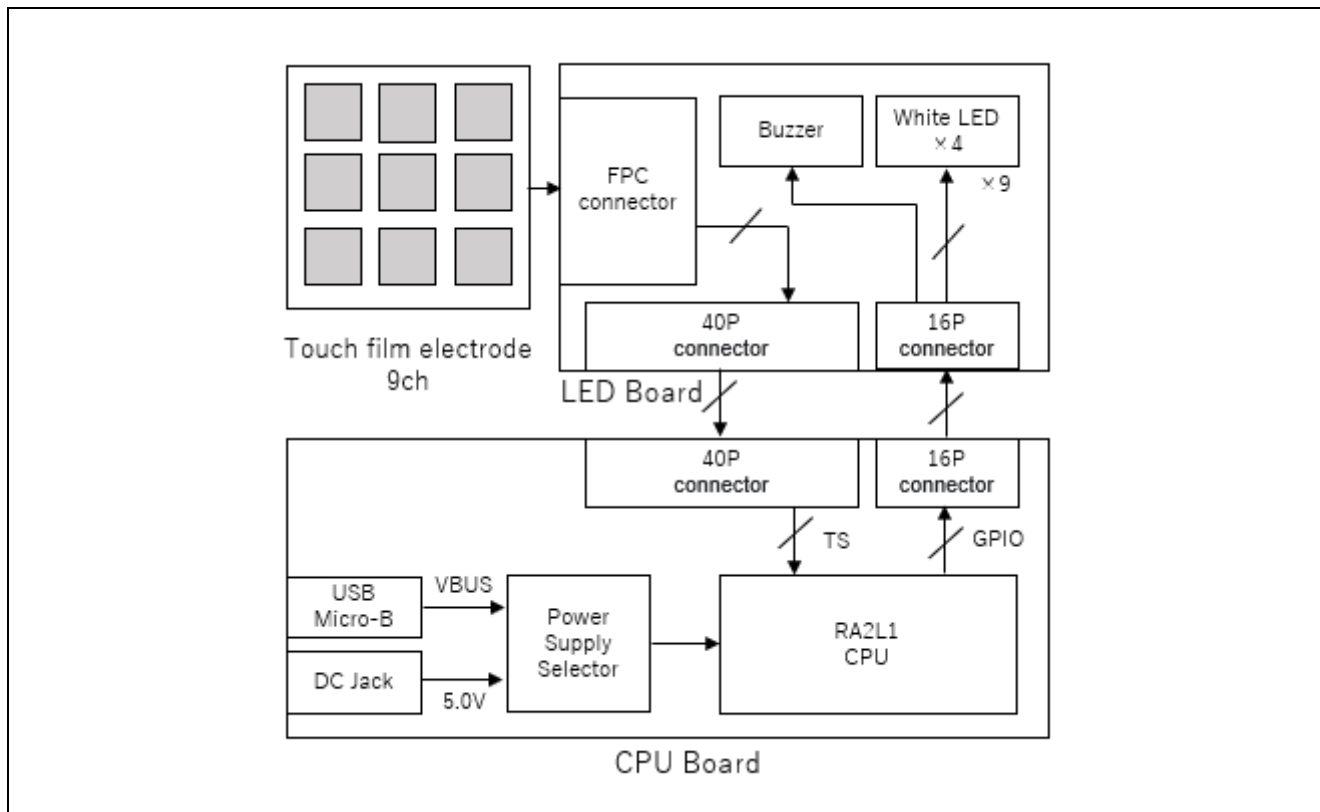 Buzzer
White LED
×4
×9
FPC
connector
40P
connector
16P
connector
Touch film electrode
9ch
LED Board
40P
connector
16P
connector
TS
GPIO
USB
Micro-B
VBUS
Power
Supply
Selector
RA2L1
CPU
DC Jack
5.0V
CPU Board